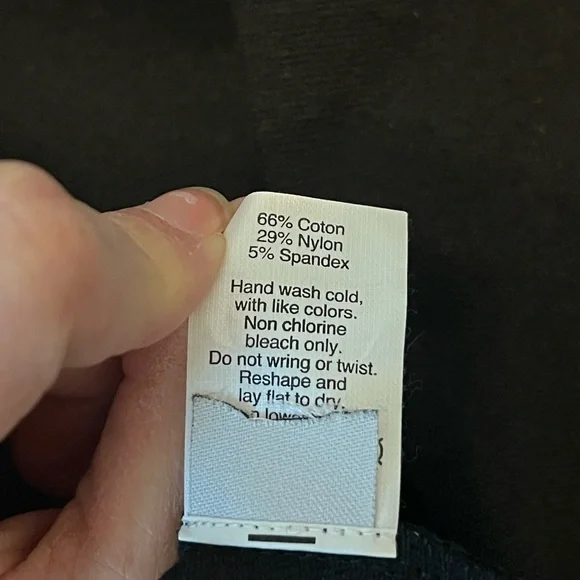 66% Coton
29% Nylon
5% Spandex
Hand wash cold,
with like colors.
Non chlorine
bleach only.
Do not wring or twist.
Reshape and
lay flat to dry.